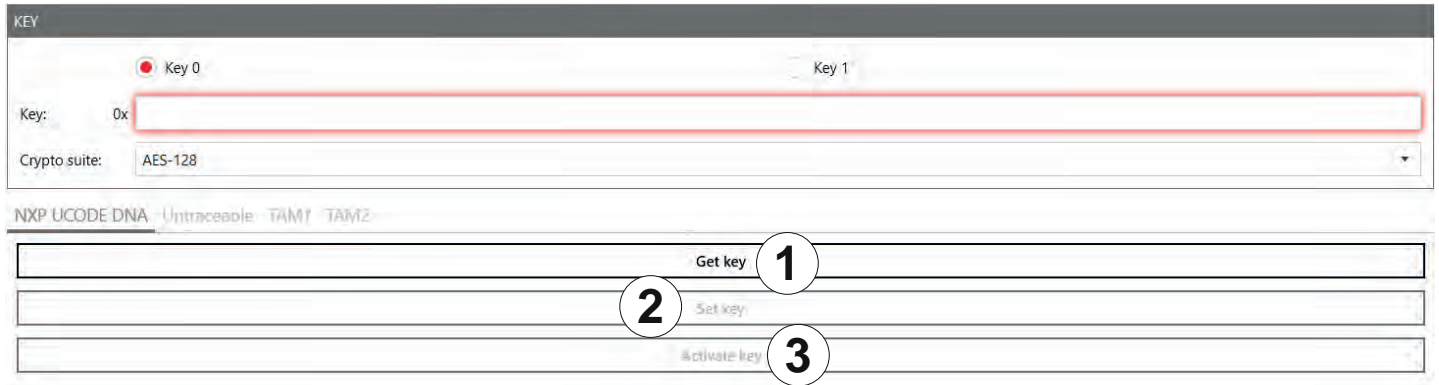 KEY
Key 0 Key 1
Key: 0x
Crypto suite: AES-128
NXP UCODE DNA Untraceable TAM1 TAM2
Get key 1
2 Set key
Activate key 3